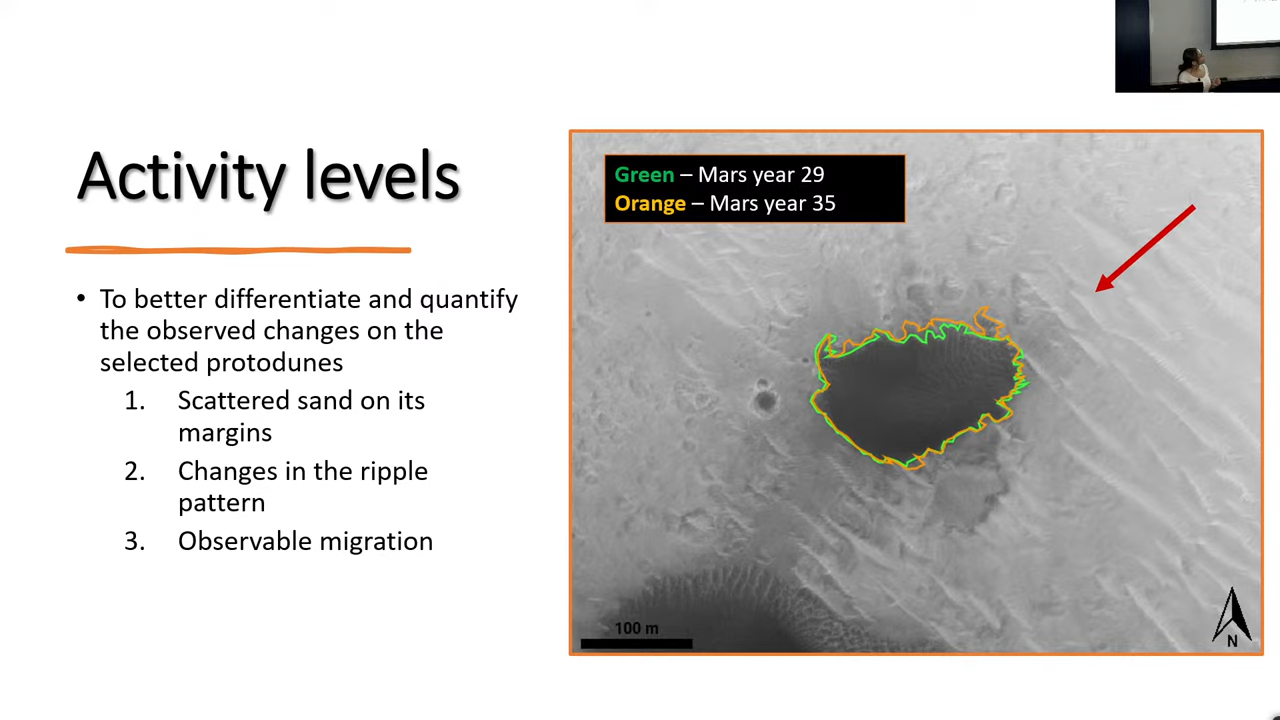 Activity levels
• To better differentiate and quantify
the observed changes on the
selected protodunes
1. Scattered sand on its
margins
2. Changes in the ripple
pattern
3. Observable migration
Green – Mars year 29
Orange – Mars year 35
100 m
N